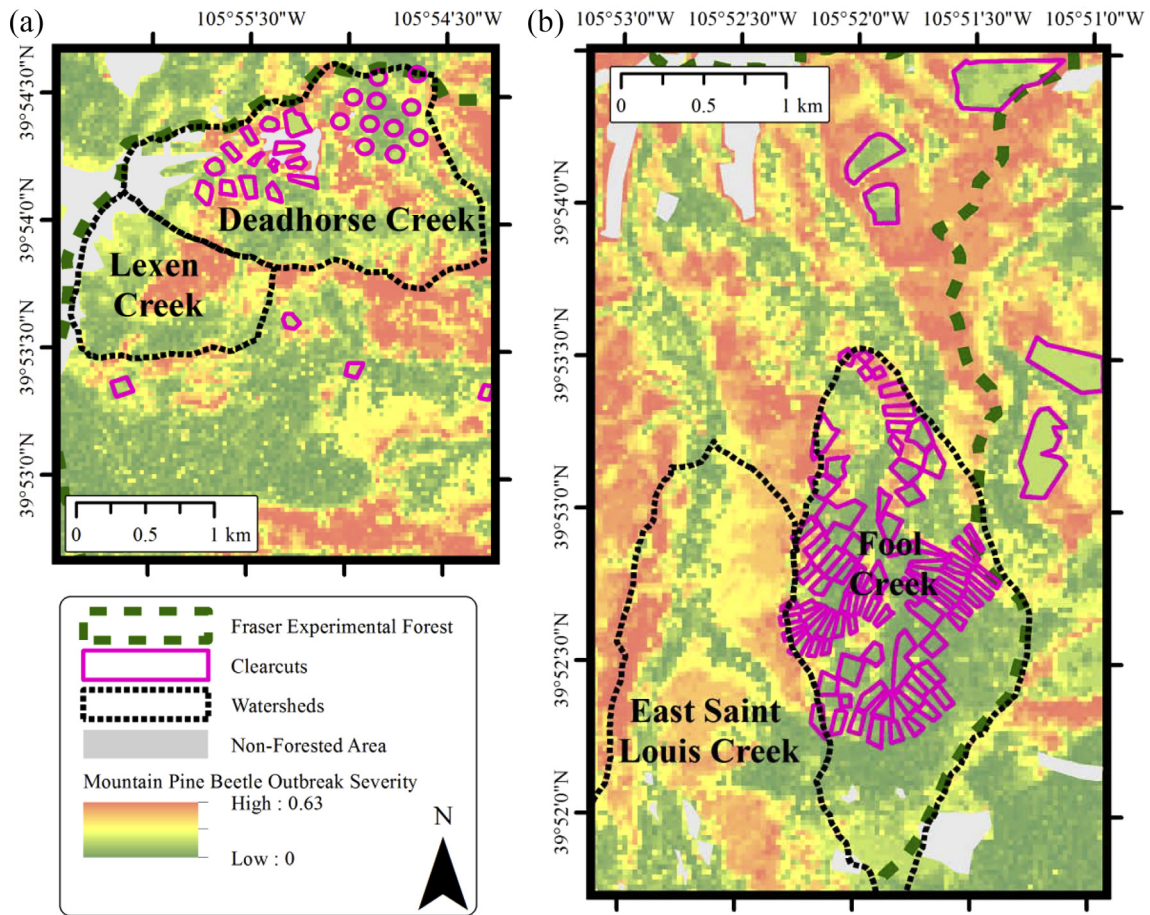 (a)
105°55'30"W 105°54'30"W
39°54'30"N
39°54'0"N
39°53'30"N
39°53'0"N
Deadhorse Creek
Lexen
Creek
0 0.5 1 km
Fraser Experimental Forest
Clearcuts
Watersheds
Non-Forested Area
Mountain Pine Beetle Outbreak Severity
High : 0.63
Low : 0
N
(b)
105°53'0"W 105°52'30"W 105°52'0"W 105°51'30"W 105°51'0"W
0 0.5 1 km
39°54'0"N
39°53'30"N
39°53'0"N
39°52'30"N
39°52'0"N
Fool
Creek
East Saint
Louis Creek